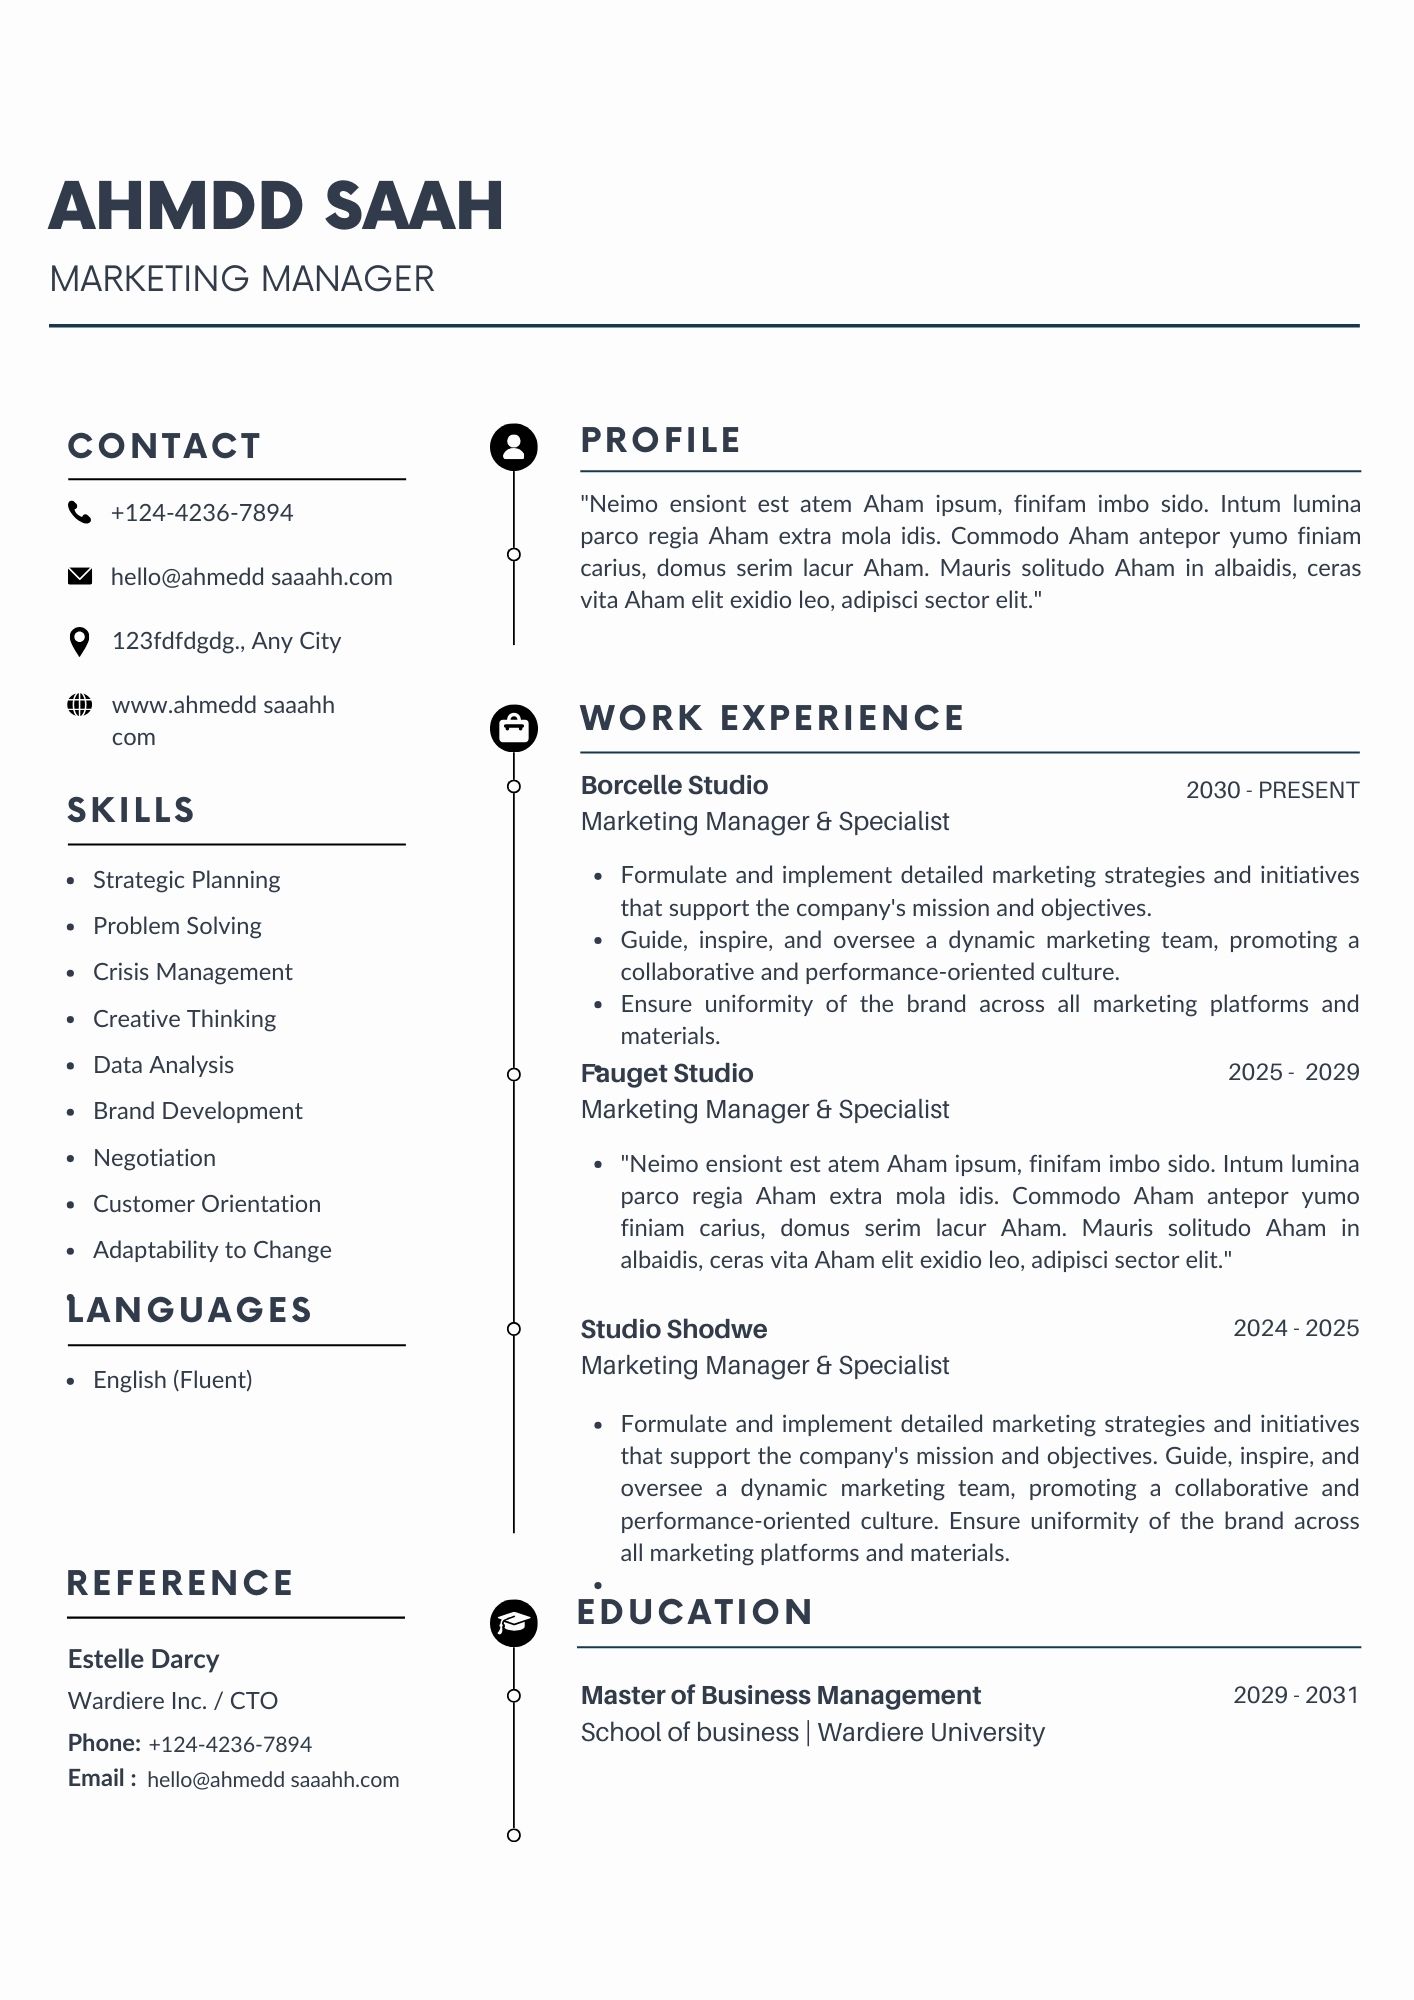 AHMDD SAAH
MARKETING MANAGER
CONTACT
+124-4236-7894
hello@ahmedd saaahh.com
123fdfdgdg., Any City
www.ahmedd saaahh
com
SKILLS
• Strategic Planning
• Problem Solving
• Crisis Management
• Creative Thinking
• Data Analysis
• Brand Development
• Negotiation
• Customer Orientation
• Adaptability to Change
LANGUAGES
• English (Fluent)
REFERENCE
Estelle Darcy
Wardiere Inc. / CTO
Phone: +124-4236-7894
Email : hello@ahmedd saaahh.com
PROFILE
"Neimo ensiont est atem Aham ipsum, finifam imbo sido. Intum lumina
parco regia Aham extra mola idis. Commodo Aham antepor yumo finiam
carius, domus serim lacur Aham. Mauris solitudo Aham in albaidis, ceras
vita Aham elit exidio leo, adipisci sector elit."
WORK EXPERIENCE
Borcelle Studio 2030 - PRESENT
Marketing Manager & Specialist
• Formulate and implement detailed marketing strategies and initiatives
that support the company's mission and objectives.
• Guide, inspire, and oversee a dynamic marketing team, promoting a
collaborative and performance-oriented culture.
• Ensure uniformity of the brand across all marketing platforms and
materials.
Fauget Studio 2025 - 2029
Marketing Manager & Specialist
• "Neimo ensiont est atem Aham ipsum, finifam imbo sido. Intum lumina
parco regia Aham extra mola idis. Commodo Aham antepor yumo
finiam carius, domus serim lacur Aham. Mauris solitudo Aham in
albaidis, ceras vita Aham elit exidio leo, adipisci sector elit."
Studio Shodwe 2024 - 2025
Marketing Manager & Specialist
• Formulate and implement detailed marketing strategies and initiatives
that support the company's mission and objectives. Guide, inspire, and
oversee a dynamic marketing team, promoting a collaborative and
performance-oriented culture. Ensure uniformity of the brand across
all marketing platforms and materials.
•
EDUCATION
Master of Business Management 2029 - 2031
School of business | Wardiere University